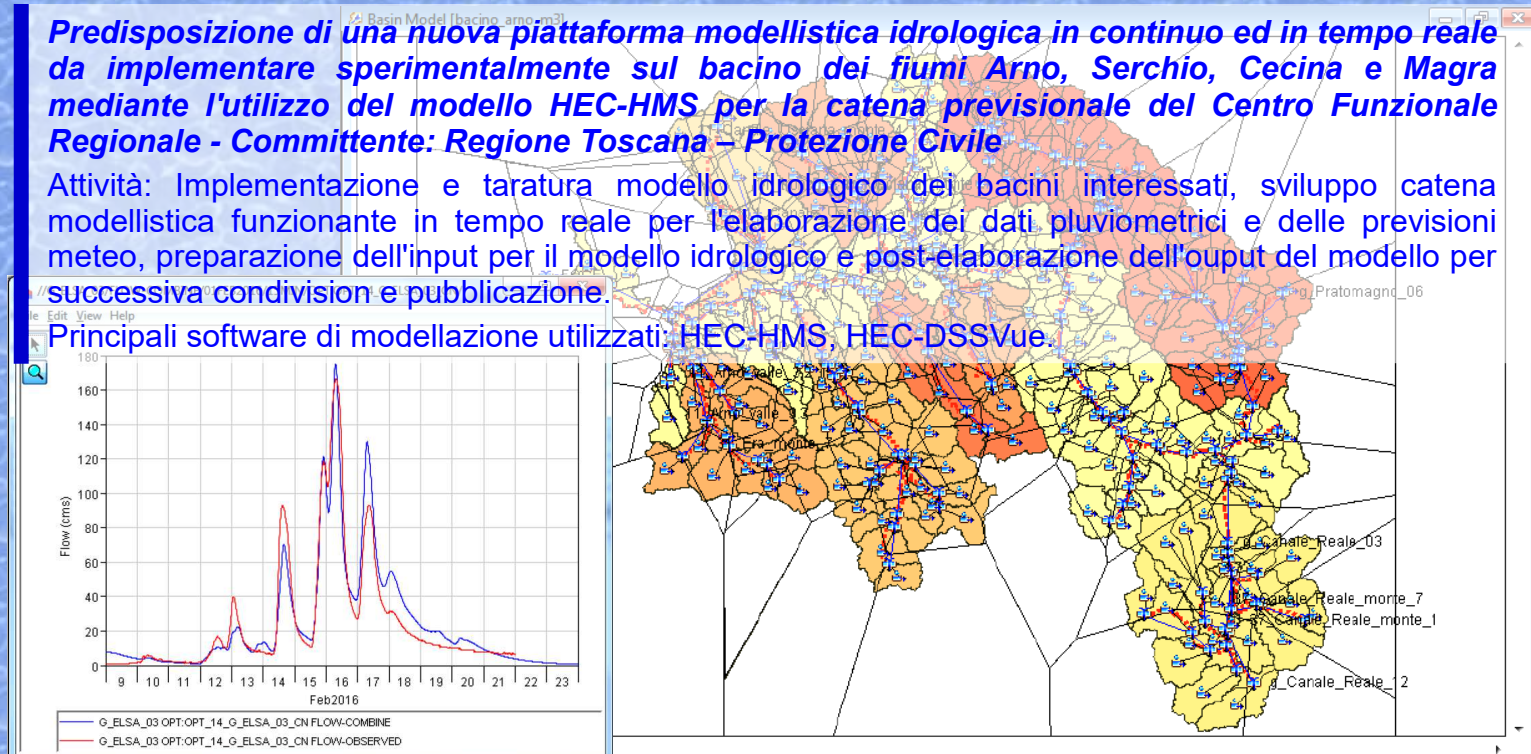 Basin Model [bacino_arno_m3]
Predisposizione di una nuova piattaforma modellistica idrologica in continuo ed in tempo reale
da implementare sperimentalmente sul bacino dei fiumi Arno, Serchio, Cecina e Magra
mediante l'utilizzo del modello HEC-HMS per la catena previsionale del Centro Funzionale
Regionale - Committente: Regione Toscana – Protezione Civile
Attività: Implementazione e taratura modello idrologico dei bacini interessati, sviluppo catena
modellistica funzionante in tempo reale per l'elaborazione dei dati pluviometrici e delle previsioni
meteo, preparazione dell'input per il modello idrologico e post-elaborazione dell'ouput del modello per
successiva condivision e pubblicazione.
Principali software di modellazione utilizzati: HEC-HMS, HEC-DSSVue.
Edit View Help
g_Pratomagno_06
180
160
140
120
100
80
60
40
20
0
Flow (cms)
9 10 11 12 13 14 15 16 17 18 19 20 21 22 23
Feb2016
G_ELSA_03 OPT:OPT_14_G_ELSA_03_CN FLOW-COMBINE
G_ELSA_03 OPT:OPT_14_G_ELSA_03_CN FLOW-OBSERVED
g_Canale_Reale_03
Canale_Reale_monte_7
Canale_Reale_monte_1
g_Canale_Reale_12